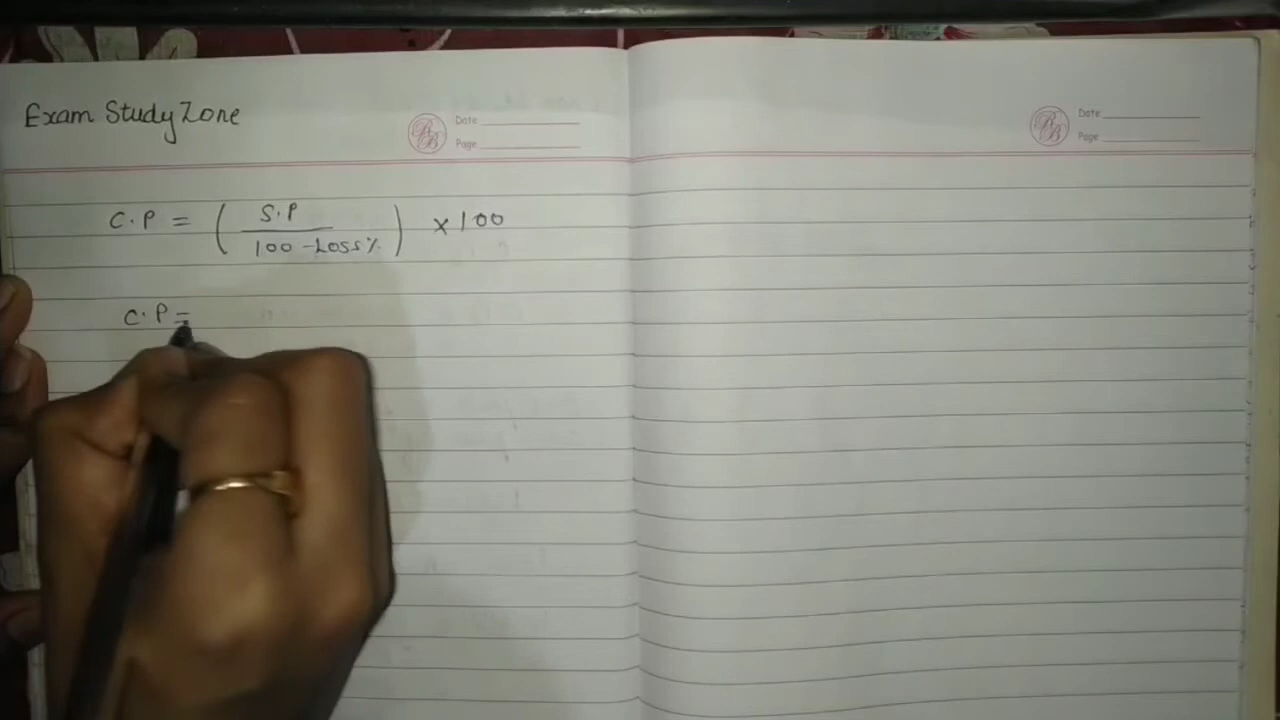 Exam Study Zone
Date
Page
Date
Page
C.P = ( S.P / 100 - Loss% ) × 100
C.P =